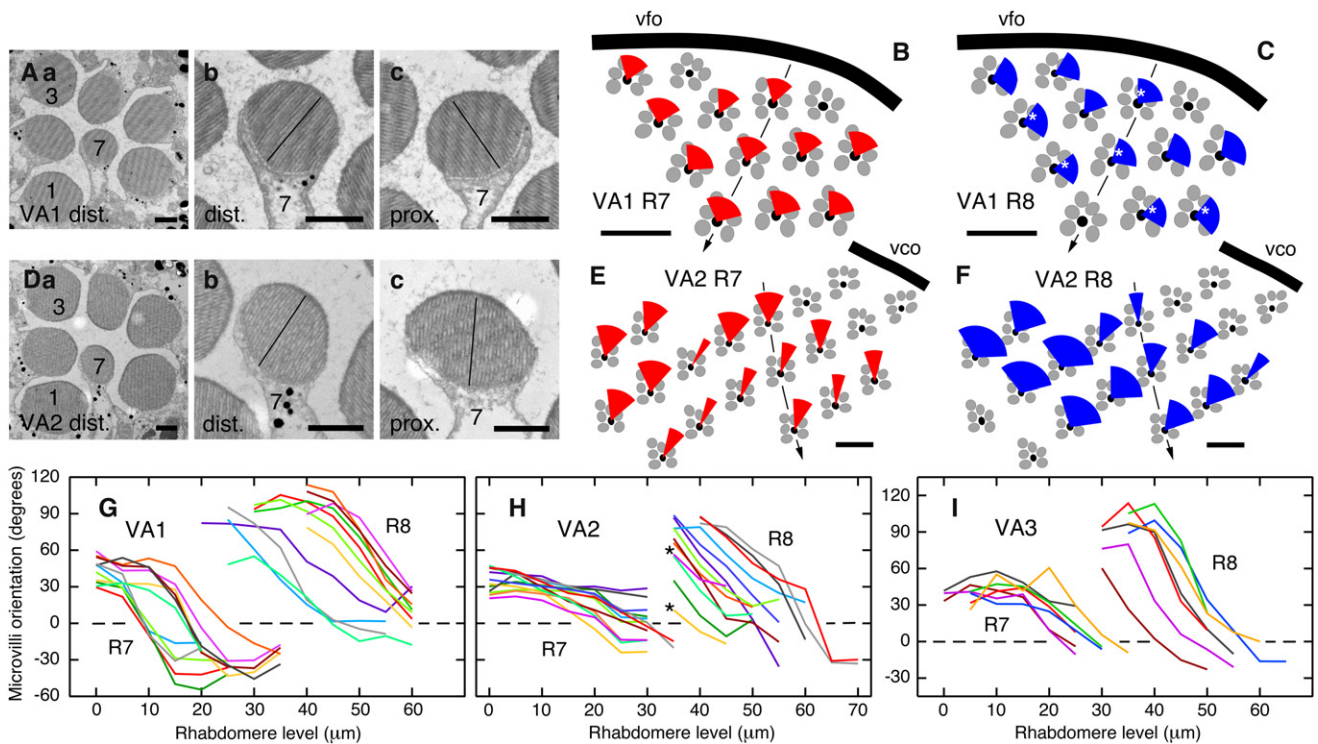 A a
3
7
1
VA1 dist.
b
7
dist.
c
7
prox.
vfo
B
VA1 R7
vfo
C
* * * * * * *
VA1 R8
D a
3
7
1
VA2 dist.
b
7
dist.
c
7
prox.
E
VA2 R7
vco
F
VA2 R8
Microvilli orientation (degrees)
120
90
60
30
0
-30
-60
G
VA1
R8
R7
0 10 20 30 40 50 60
Rhabdomere level (μm)
H
VA2
R8
*
*
R7
0 10 20 30 40 50 60 70
Rhabdomere level (μm)
120
90
60
30
0
-30
I
VA3
R8
R7
0 10 20 30 40 50 60
Rhabdomere level (μm)